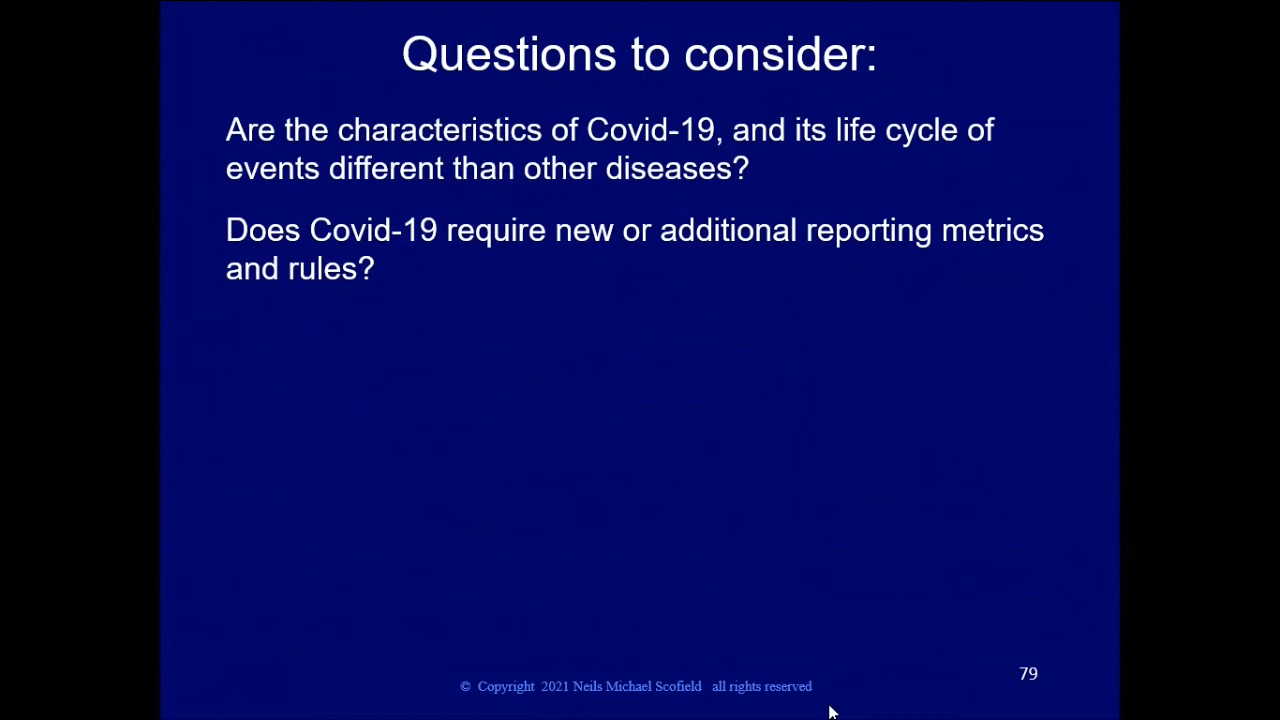 Questions to consider:
Are the characteristics of Covid-19, and its life cycle of
events different than other diseases?
Does Covid-19 require new or additional reporting metrics
and rules?
79
© Copyright 2021 Neils Michael Scofield all rights reserved